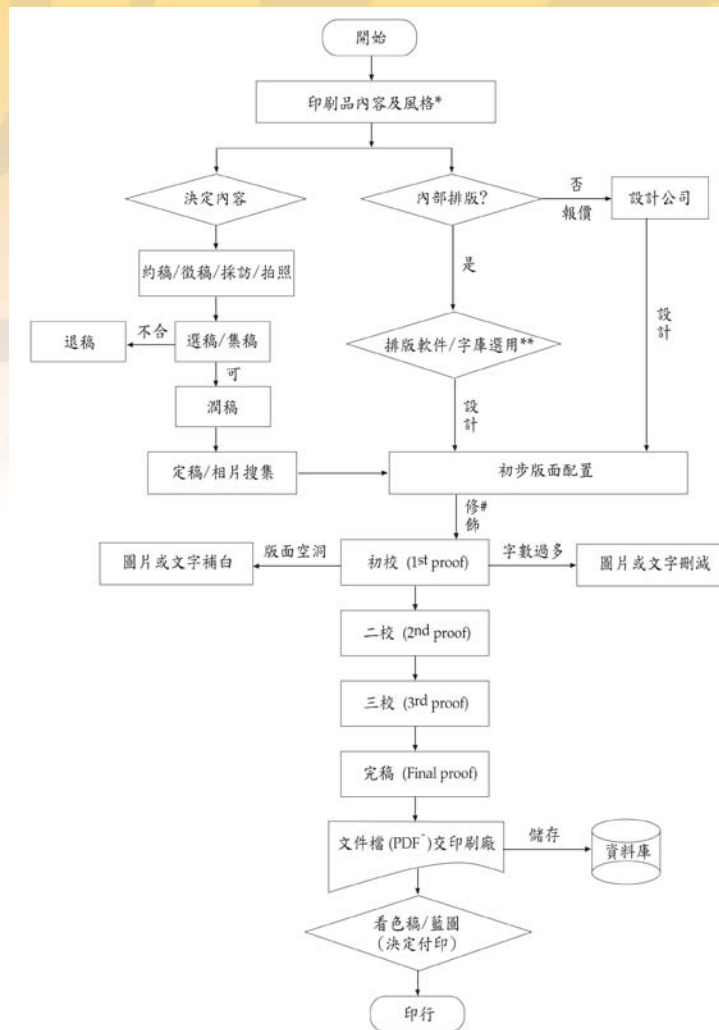 開始
印刷品內容及風格*
決定內容
內部排版?
否
報價
設計公司
約稿/徵稿/採訪/拍照
是
退稿
不合
選稿/集稿
排版軟件/字庫選用**
設
計
可
潤稿
設
計
定稿/相片搜集
初步版面配置
修#
飾
圖片或文字補白
版面空洞
初校 (1st proof)
字數過多
圖片或文字刪減
二校 (2nd proof)
三校 (3rd proof)
完稿 (Final proof)
文件檔 (PDF^)交印刷廠
儲存
資料庫
看色稿/藍圖
(決定付印)
印行